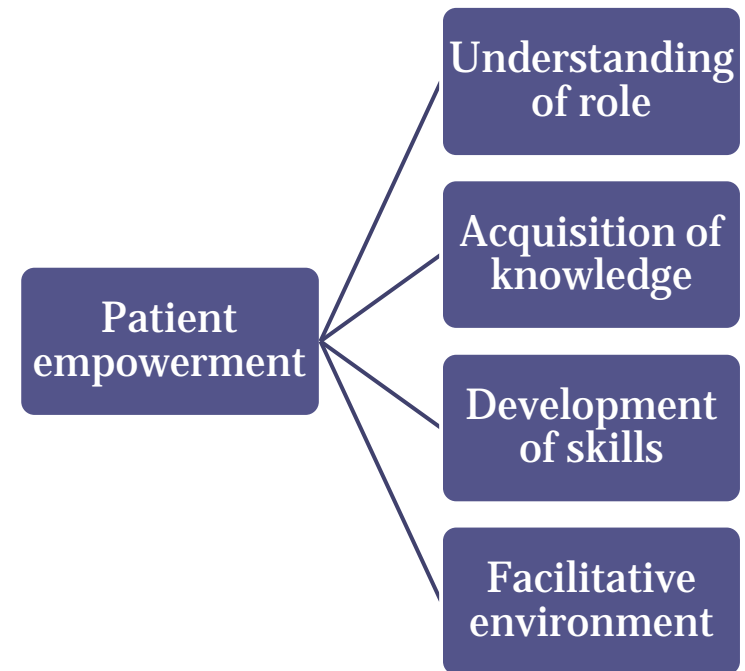 Understanding
of role
Acquisition of
knowledge
Patient
empowerment
Development
of skills
Facilitative
environment